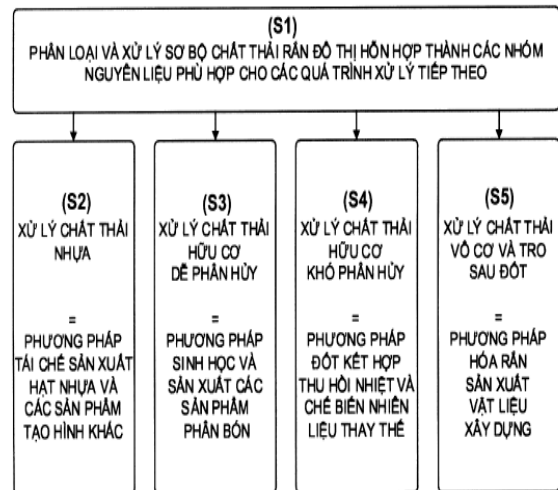 (S1)
PHÂN LOẠI VÀ XỬ LÝ SƠ BỘ CHẤT THẢI RẮN ĐÔ THỊ HỖN HỢP THÀNH CÁC NHÓM
NGUYÊN LIỆU PHÙ HỢP CHO CÁC QUÁ TRÌNH XỬ LÝ TIẾP THEO
(S2)
XỬ LÝ CHẤT THẢI
NHỰA
=
PHƯƠNG PHÁP
TÁI CHẾ SẢN XUẤT
HẠT NHỰA VÀ
CÁC SẢN PHẨM
TẠO HÌNH KHÁC
(S3)
XỬ LÝ CHẤT THẢI
HỮU CƠ
DỄ PHÂN HỦY
=
PHƯƠNG PHÁP
SINH HỌC VÀ
SẢN XUẤT CÁC
SẢN PHẨM
PHÂN BÓN
(S4)
XỬ LÝ CHẤT THẢI
HỮU CƠ
KHÓ PHÂN HỦY
=
PHƯƠNG PHÁP
ĐỐT KẾT HỢP
THU HỒI NHIỆT VÀ
CHẾ BIẾN NHIÊN
LIỆU THAY THẾ
(S5)
XỬ LÝ CHẤT THẢI
VÔ CƠ VÀ TRO
SAU ĐỐT
=
PHƯƠNG PHÁP
HÓA RẮN
SẢN XUẤT
VẬT LIỆU
XÂY DỰNG